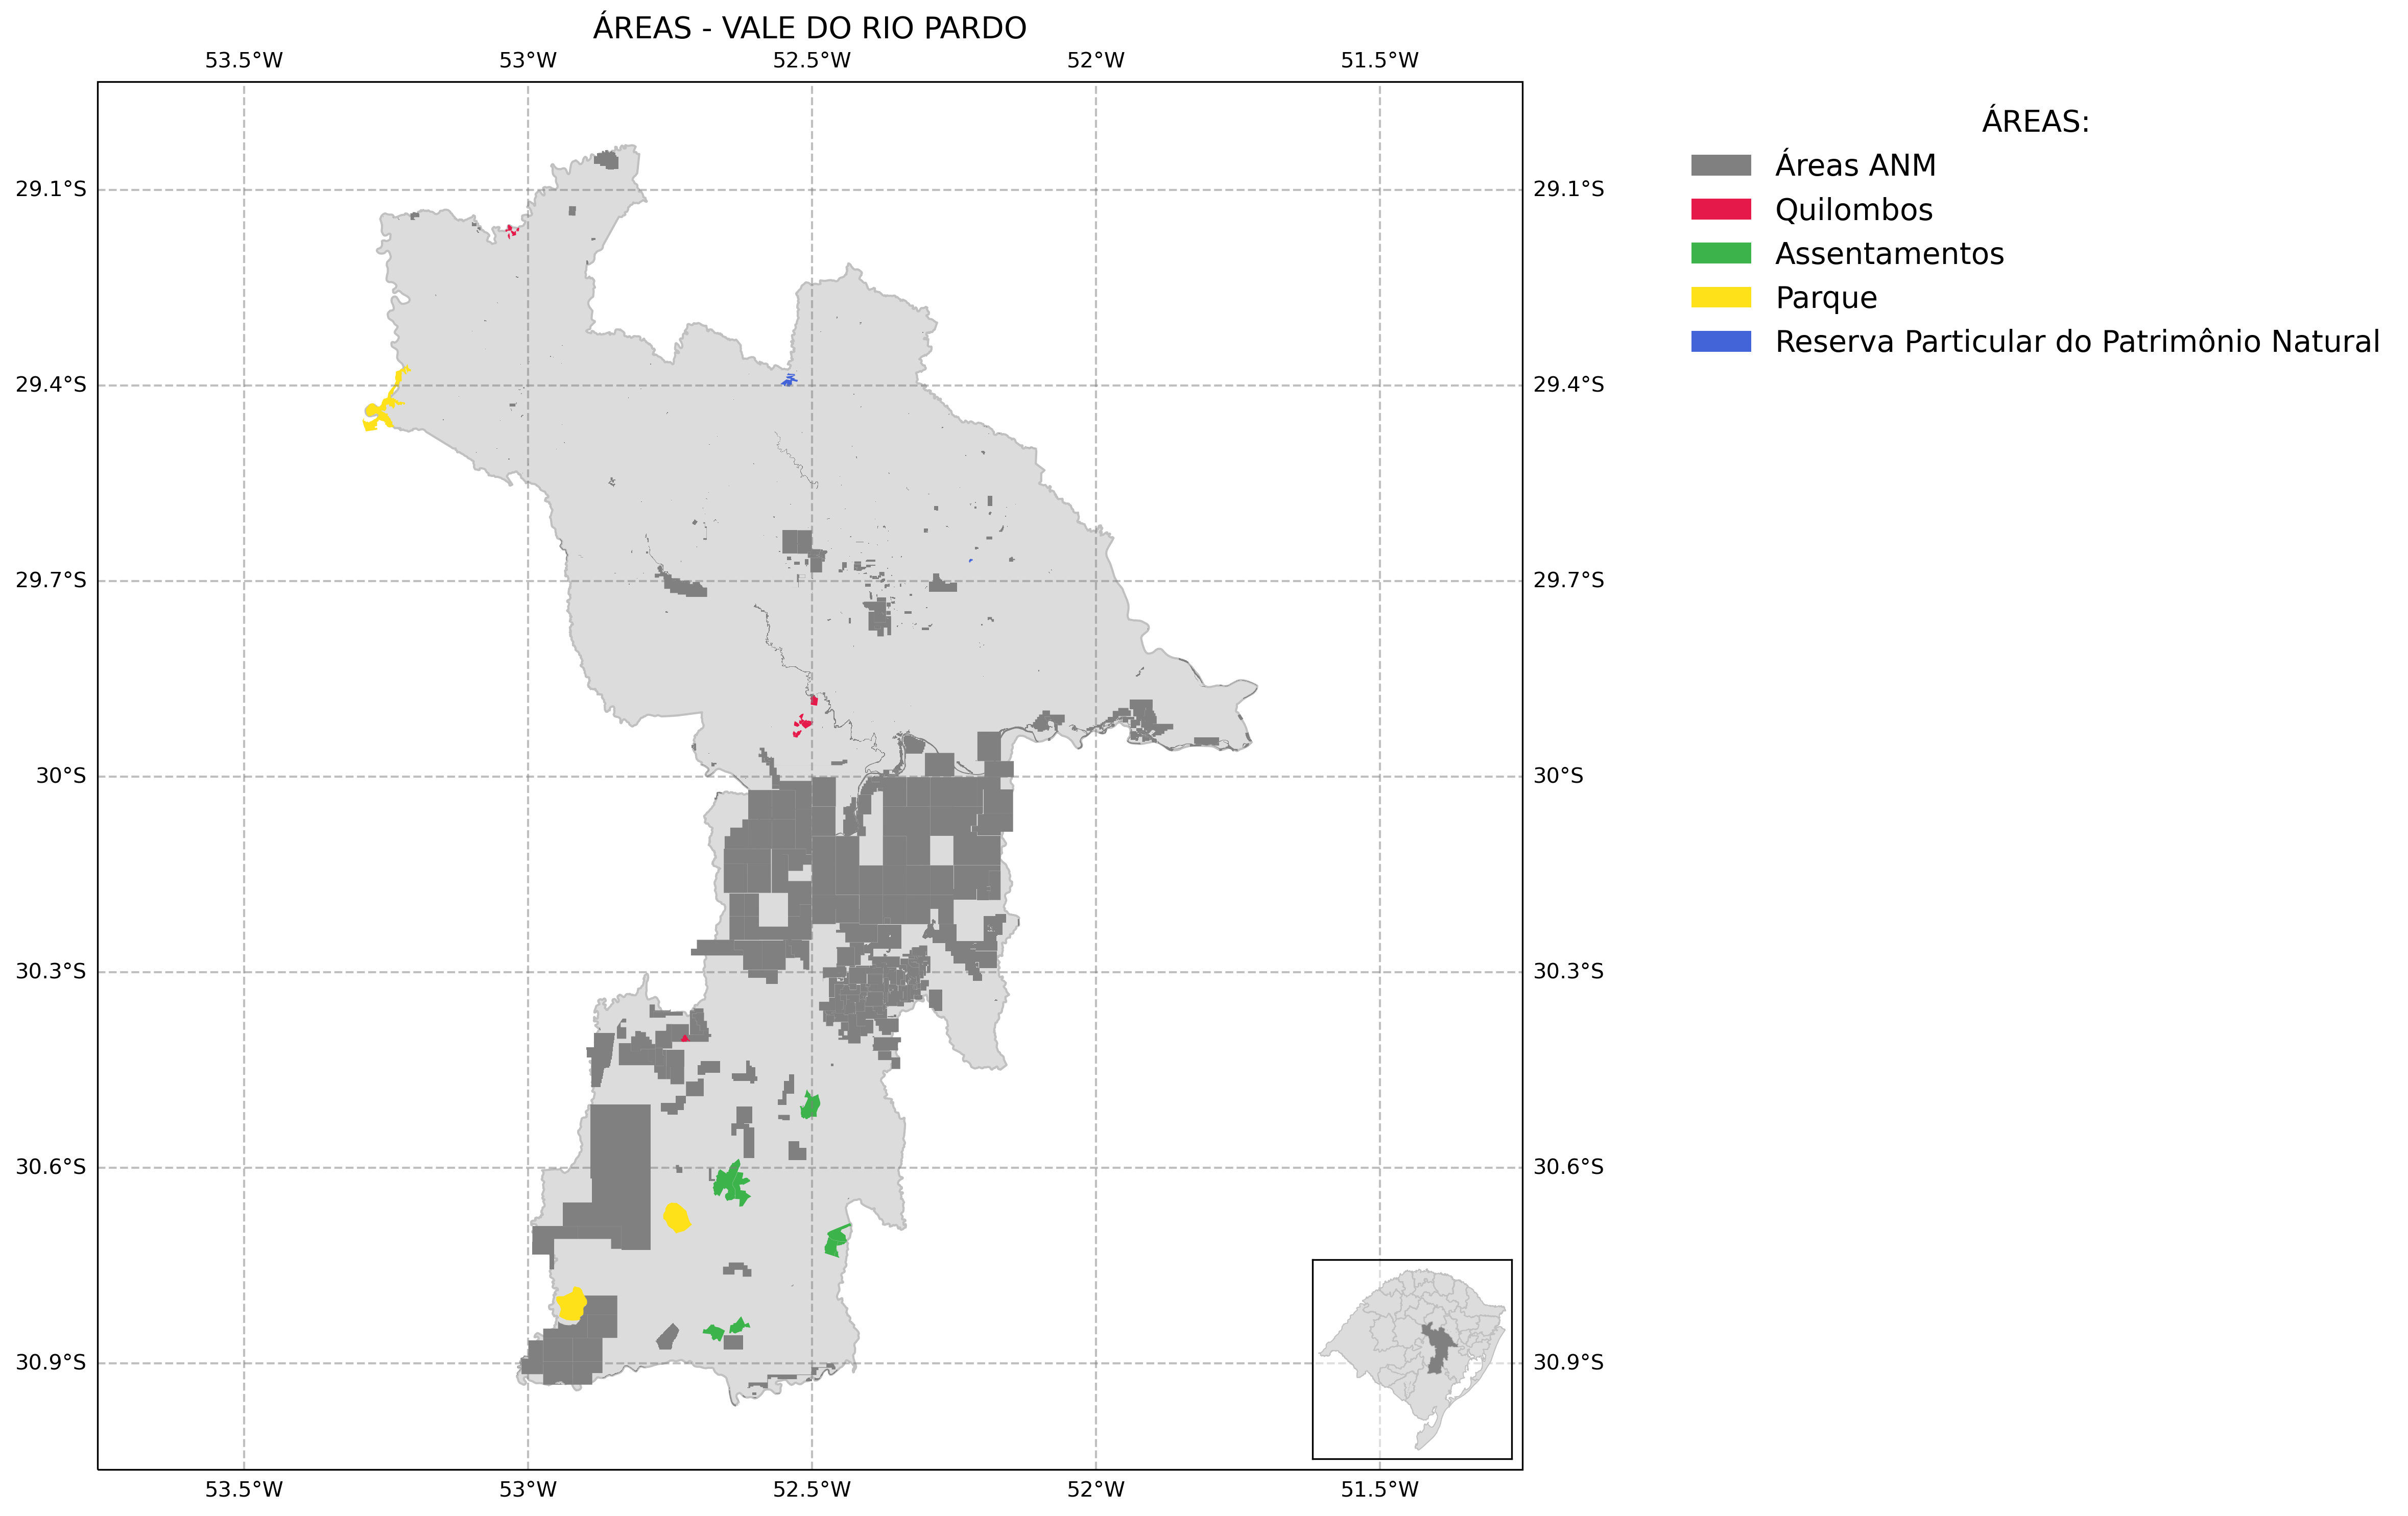 ÁREAS - VALE DO RIO PARDO
53.5°W 53°W 52.5°W 52°W 51.5°W
ÁREAS:
Áreas ANM
Quilombos
Assentamentos
Parque
Reserva Particular do Patrimônio Natural
29.1°S 29.1°S
29.4°S 29.4°S
29.7°S 29.7°S
30°S 30°S
30.3°S 30.3°S
30.6°S 30.6°S
30.9°S 30.9°S
53.5°W 53°W 52.5°W 52°W 51.5°W